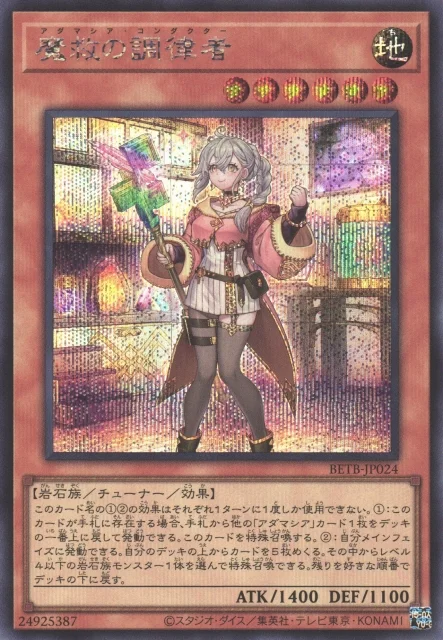 アダマシア コンダクター
魔救の調律者
地
BETB-JP024
【岩石族／チューナー／効果】
このカード名の①②の効果はそれぞれ1ターンに1度しか使用できない。①：この
カードが手札に存在する場合、手札から他の「アダマシア」カード1枚をデッキ
の一番上に戻して発動できる。このカードを特殊召喚する。②：自分メインフェ
イズに発動できる。自分のデッキの上からカードを5枚めくる。その中からレベル
4以下の岩石族モンスター1体を選んで特殊召喚できる。残りを好きな順番で
デッキの下に戻す。
ATK/1400 DEF/1100
24925387
©スタジオ・ダイス／集英社・テレビ東京・KONAMI